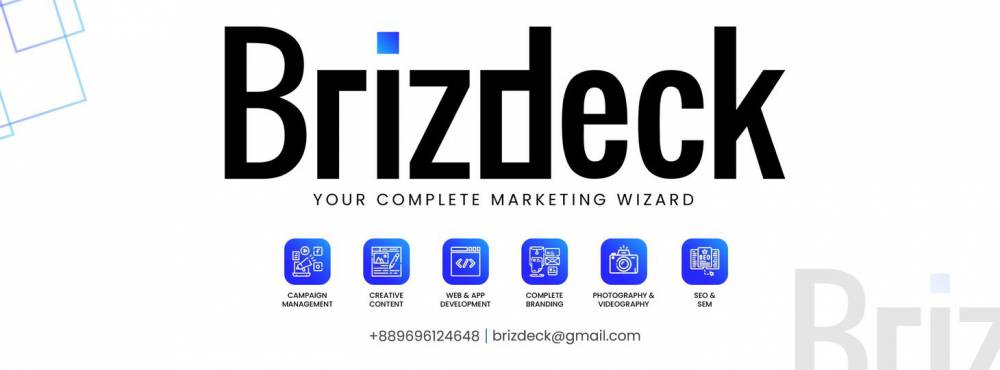 Brizdeck
YOUR COMPLETE MARKETING WIZARD
CAMPAIGN
MANAGEMENT
CREATIVE
CONTENT
WEB & APP
DEVELOPMENT
COMPLETE
BRANDING
PHOTOGRAPHY &
VIDEOGRAPHY
SEO &
SEM
+889696124648 | brizdeck@gmail.com
Briz